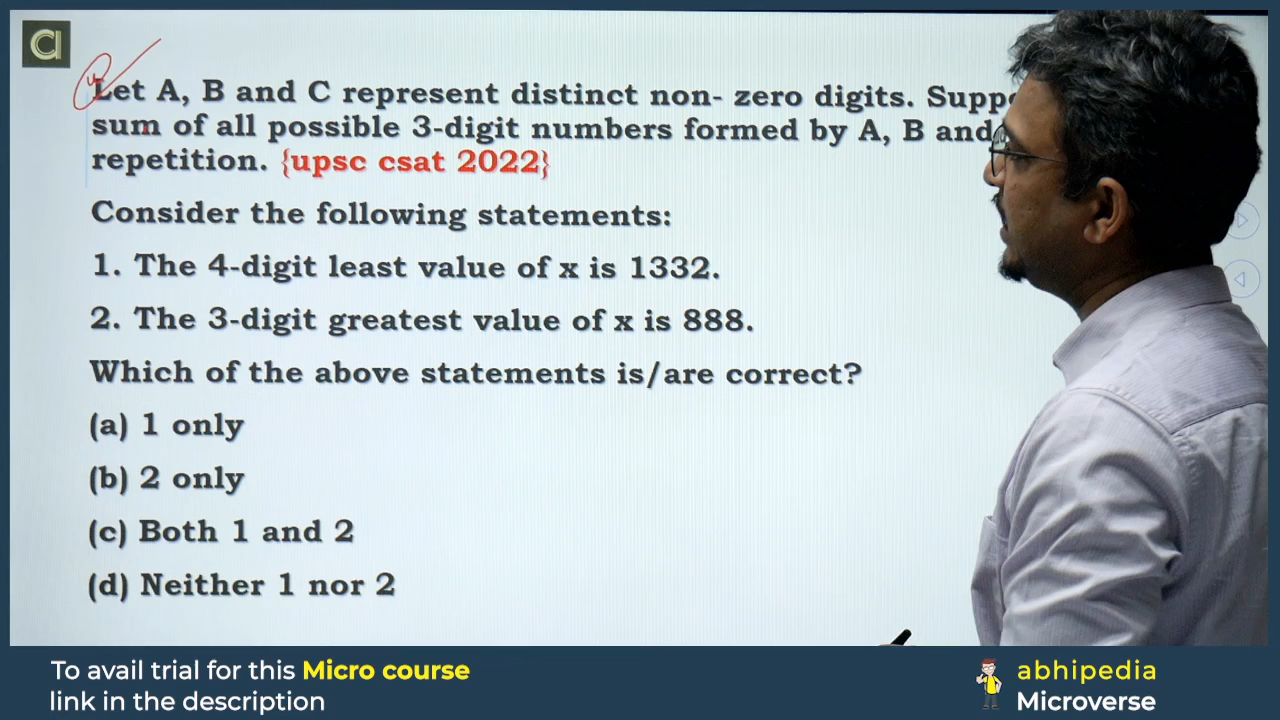 Let A, B and C represent distinct non- zero digits. Supp
sum of all possible 3-digit numbers formed by A, B and
repetition. {upsc csat 2022}
Consider the following statements:
1. The 4-digit least value of x is 1332.
2. The 3-digit greatest value of x is 888.
Which of the above statements is/are correct?
(a) 1 only
(b) 2 only
(c) Both 1 and 2
(d) Neither 1 nor 2
To avail trial for this Micro course
link in the description
abhipedia
Microverse